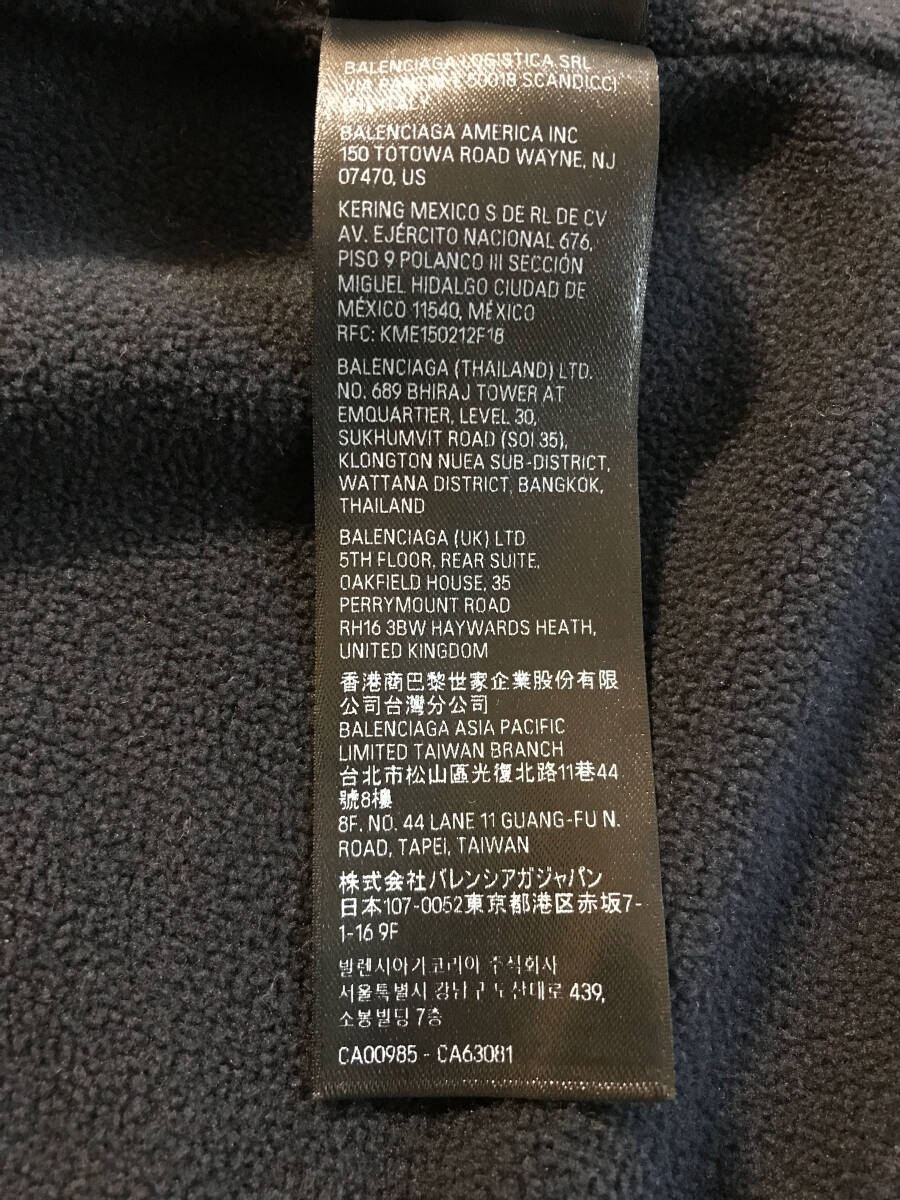 BALENCIAGA LOGISTICA SRL
50018 SCANDICCI
BALENCIAGA AMERICA INC
150 TOTOWA ROAD WAYNE, NJ
07470, US
KERING MEXICO S DE RL DE CV
AV. EJÉRCITO NACIONAL 676,
PISO 9 POLANCO III SECCIÓN
MIGUEL HIDALGO CIUDAD DE
MÉXICO 11540, MÉXICO
RFC: KME150212F18
BALENCIAGA (THAILAND) LTD.
NO. 689 BHIRAJ TOWER AT
EMQUARTIER, LEVEL 30,
SUKHUMVIT ROAD (SOI 35),
KLONGTON NUEA SUB-DISTRICT,
WATTANA DISTRICT, BANGKOK,
THAILAND
BALENCIAGA (UK) LTD
5TH FLOOR, REAR SUITE,
OAKFIELD HOUSE, 35
PERRYMOUNT ROAD
RH16 3BW HAYWARDS HEATH,
UNITED KINGDOM
香港商巴黎世家企業股份有限
公司台灣分公司
BALENCIAGA ASIA PACIFIC
LIMITED TAIWAN BRANCH
台北市松山區光復北路11巷44
號8樓
8F. NO. 44 LANE 11 GUANG-FU N.
ROAD, TAPEI, TAIWAN
株式会社バレンシアガジャパン
日本107-0052東京都港区赤坂7-
1-16 9F
발렌시아가코리아 주식회사
서울특별시 강남구 도산대로 439,
소봉빌딩 7층
CA00985 - CA63081